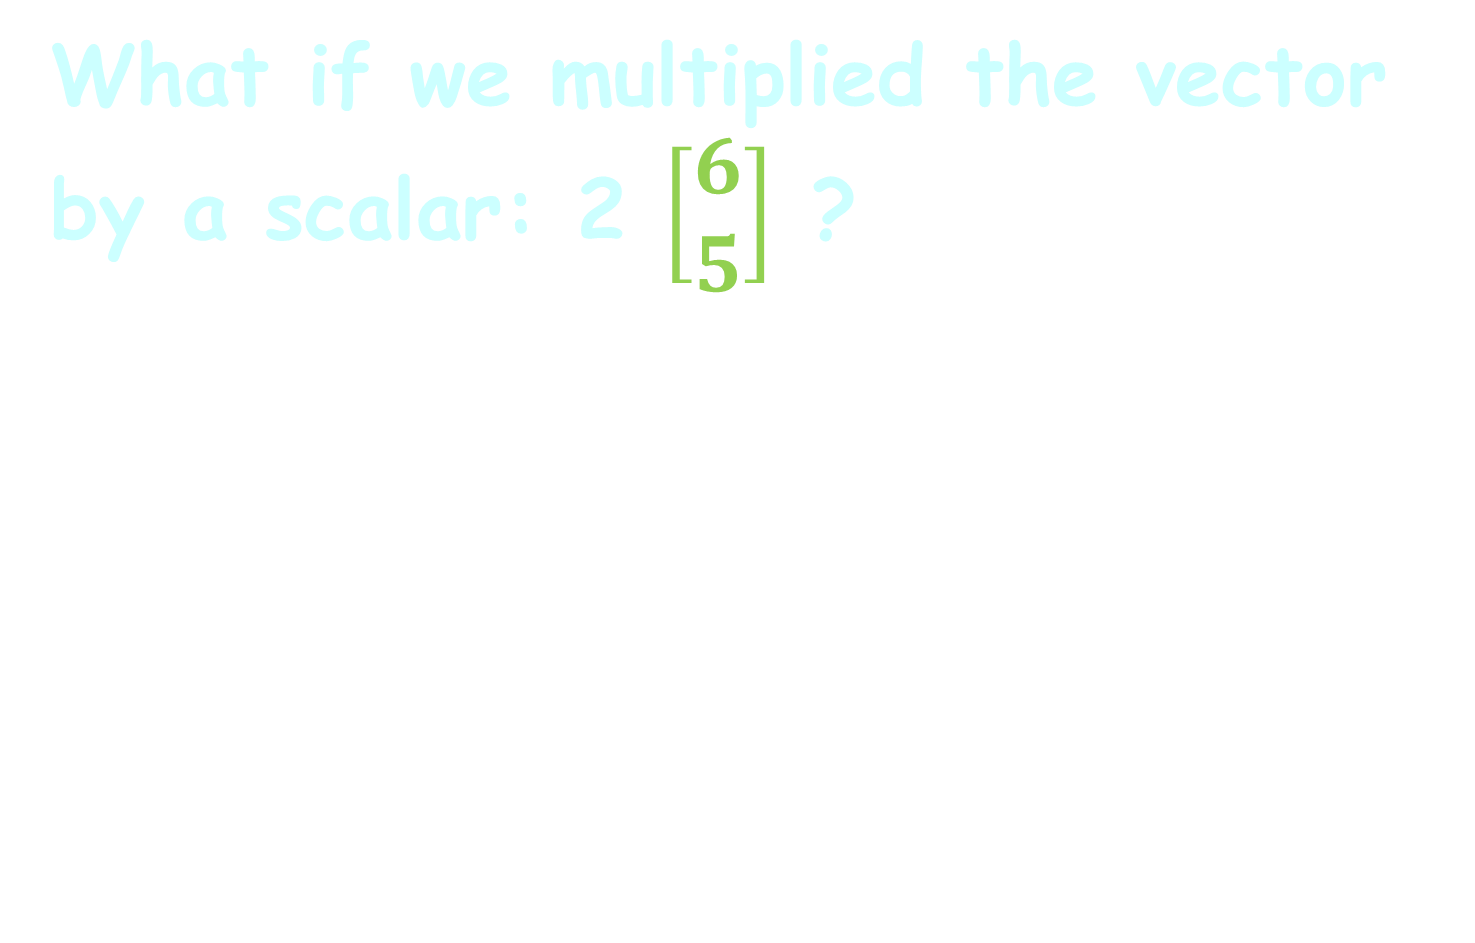 What if we multiplied the vector
by a scalar: 2 [6 5] ?